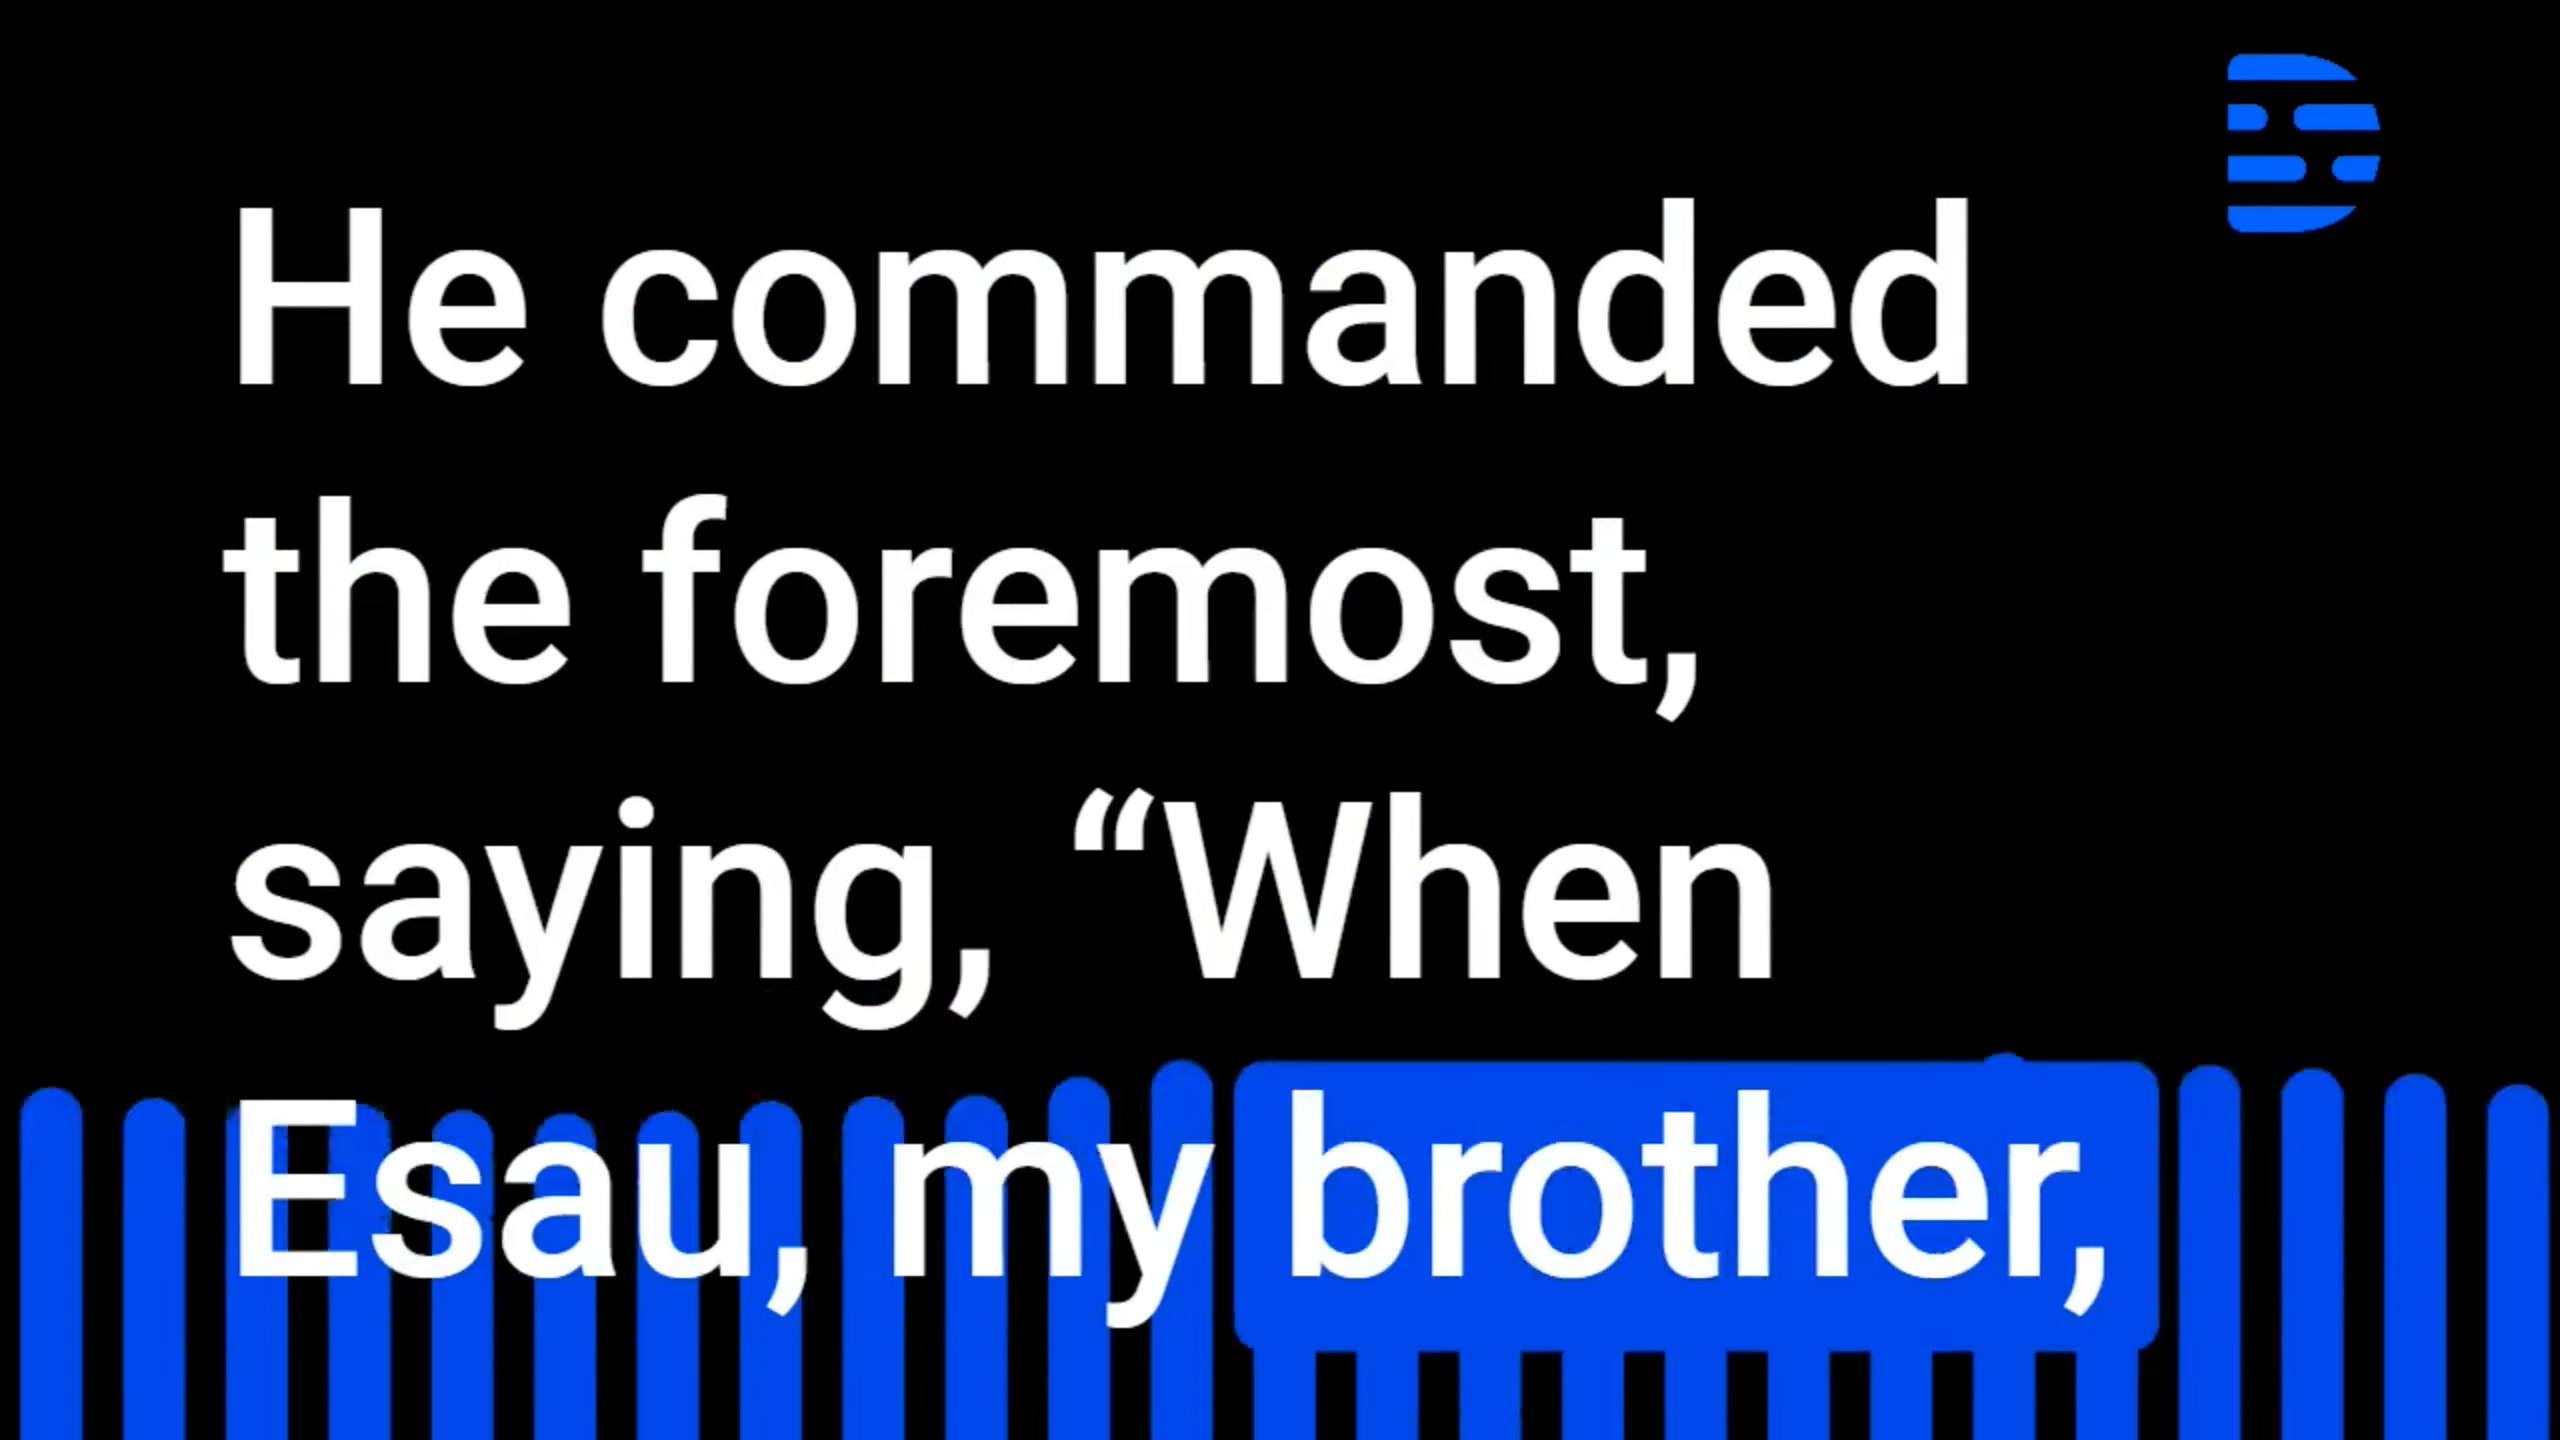 He commanded
the foremost,
saying, “When
Esau, my brother,